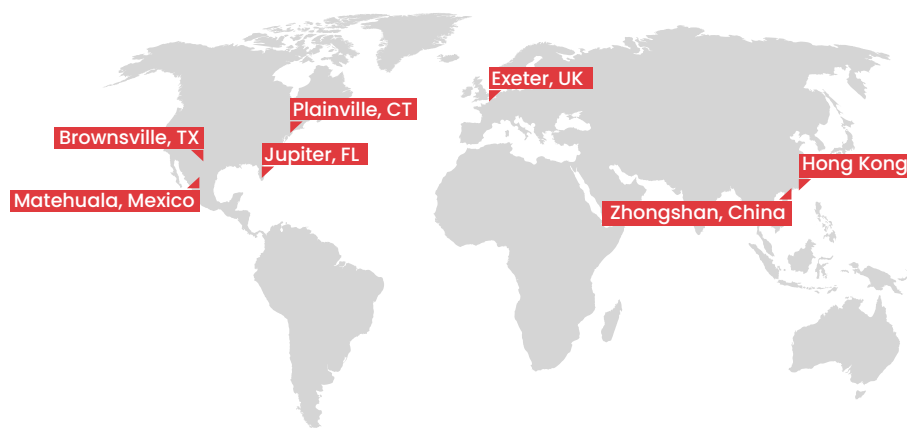 Exeter, UK
Plainville, CT
Brownsville, TX
Jupiter, FL
Hong Kong
Matehuala, Mexico
Zhongshan, China